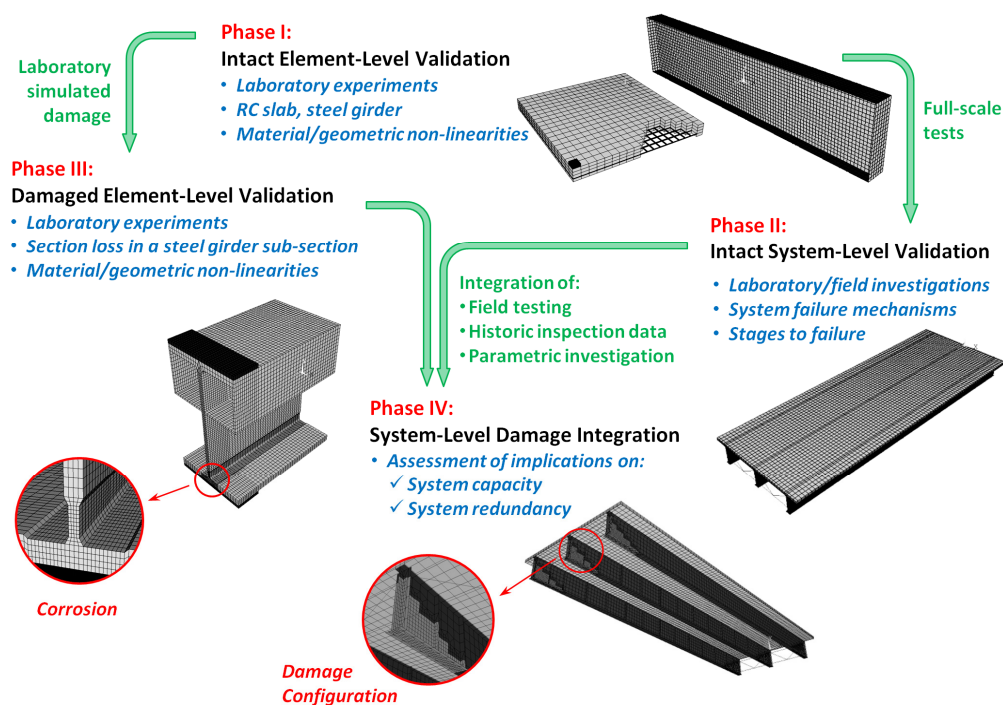 Phase I:
Intact Element-Level Validation
• Laboratory experiments
• RC slab, steel girder
• Material/geometric non-linearities
Laboratory
simulated
damage
Full-scale
tests
Phase III:
Damaged Element-Level Validation
• Laboratory experiments
• Section loss in a steel girder sub-section
• Material/geometric non-linearities
Phase II:
Intact System-Level Validation
• Laboratory/field investigations
• System failure mechanisms
• Stages to failure
Integration of:
• Field testing
• Historic inspection data
• Parametric investigation
Phase IV:
System-Level Damage Integration
• Assessment of implications on:
✓ System capacity
✓ System redundancy
Corrosion
Damage
Configuration